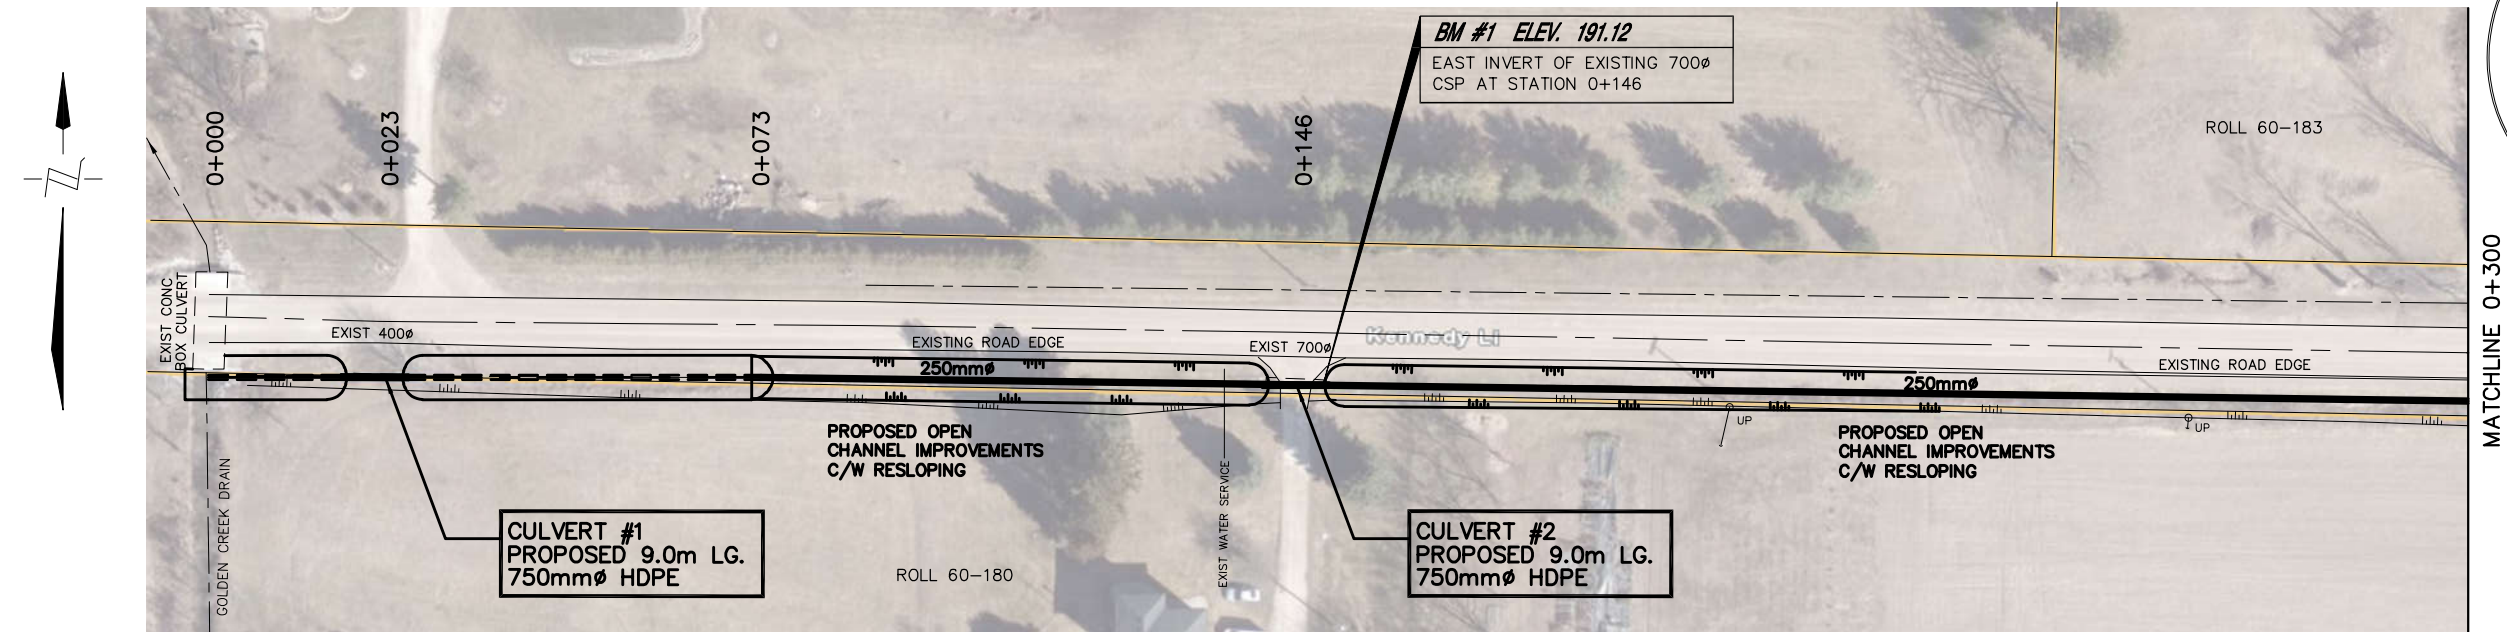 BM #1 ELEV. 191.12
EAST INVERT OF EXISTING 700ø
CSP AT STATION 0+146
0+000
0+023
0+073
0+146
ROLL 60-183
MATCHLINE 0+300
EXIST CONC
BOX CULVERT
EXIST 400ø
EXISTING ROAD EDGE
250mmø
EXIST 700ø
Kennedy Ll
EXISTING ROAD EDGE
250mmø
UP
UP
PROPOSED OPEN
CHANNEL IMPROVEMENTS
C/W RESLOPING
PROPOSED OPEN
CHANNEL IMPROVEMENTS
C/W RESLOPING
GOLDEN CREEK DRAIN
CULVERT #1
PROPOSED 9.0m LG.
750mmø HDPE
ROLL 60-180
EXIST WATER SERVICE
CULVERT #2
PROPOSED 9.0m LG.
750mmø HDPE